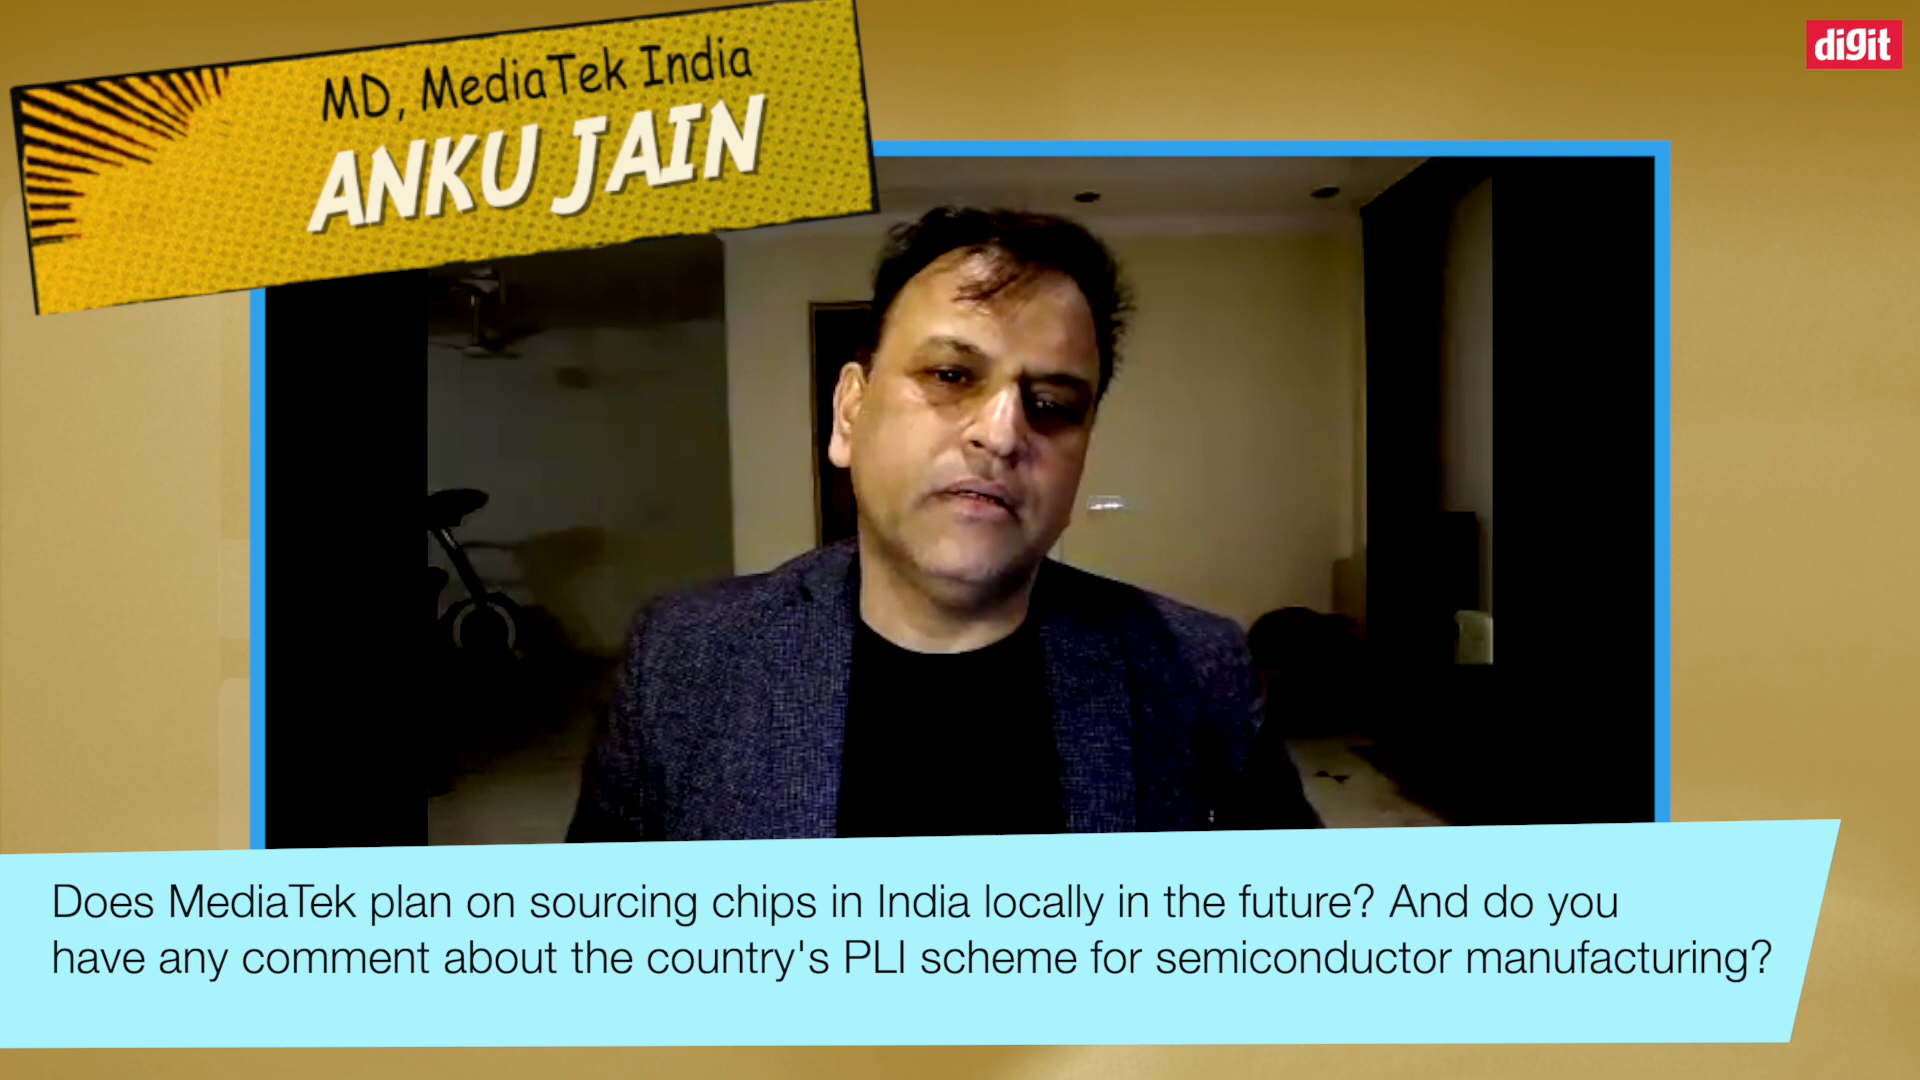 MD, MediaTek India
ANKU JAIN
digit
Does MediaTek plan on sourcing chips in India locally in the future? And do you
have any comment about the country's PLI scheme for semiconductor manufacturing?